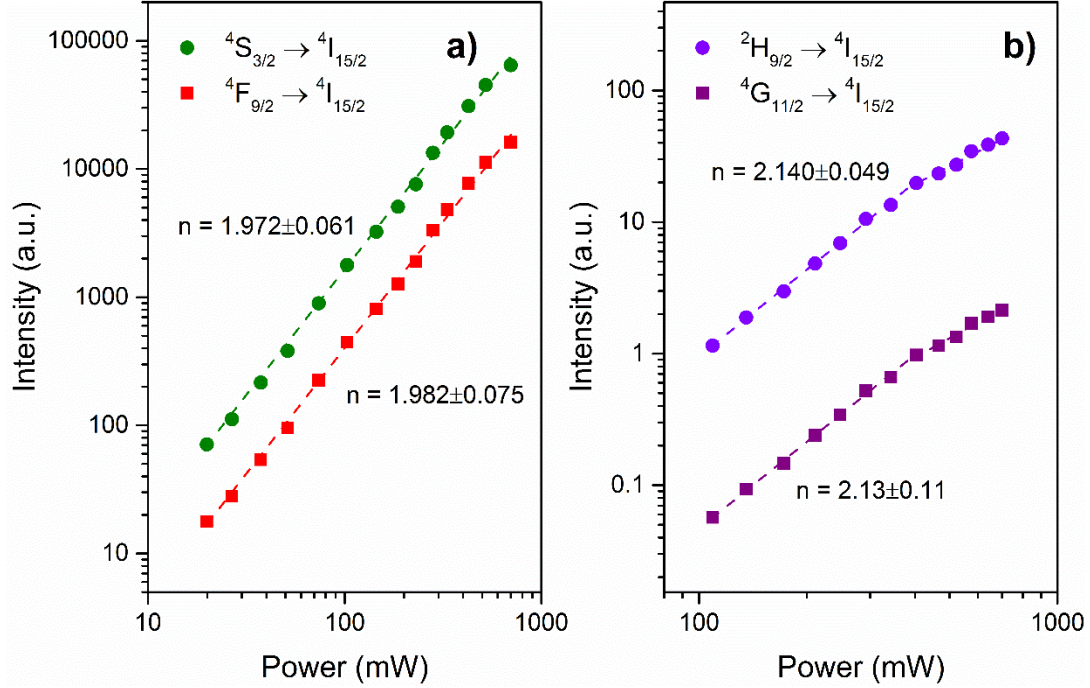 a)
⁴S₃/₂ → ⁴I₁₅/₂
⁴F₉/₂ → ⁴I₁₅/₂
n = 1.972±0.061
n = 1.982±0.075
100000
10000
1000
100
10
Intensity (a.u.)
10 100 1000
Power (mW)
b)
²H₉/₂ → ⁴I₁₅/₂
⁴G₁₁/₂ → ⁴I₁₅/₂
n = 2.140±0.049
n = 2.13±0.11
100
10
1
0.1
Intensity (a.u.)
100 1000
Power (mW)